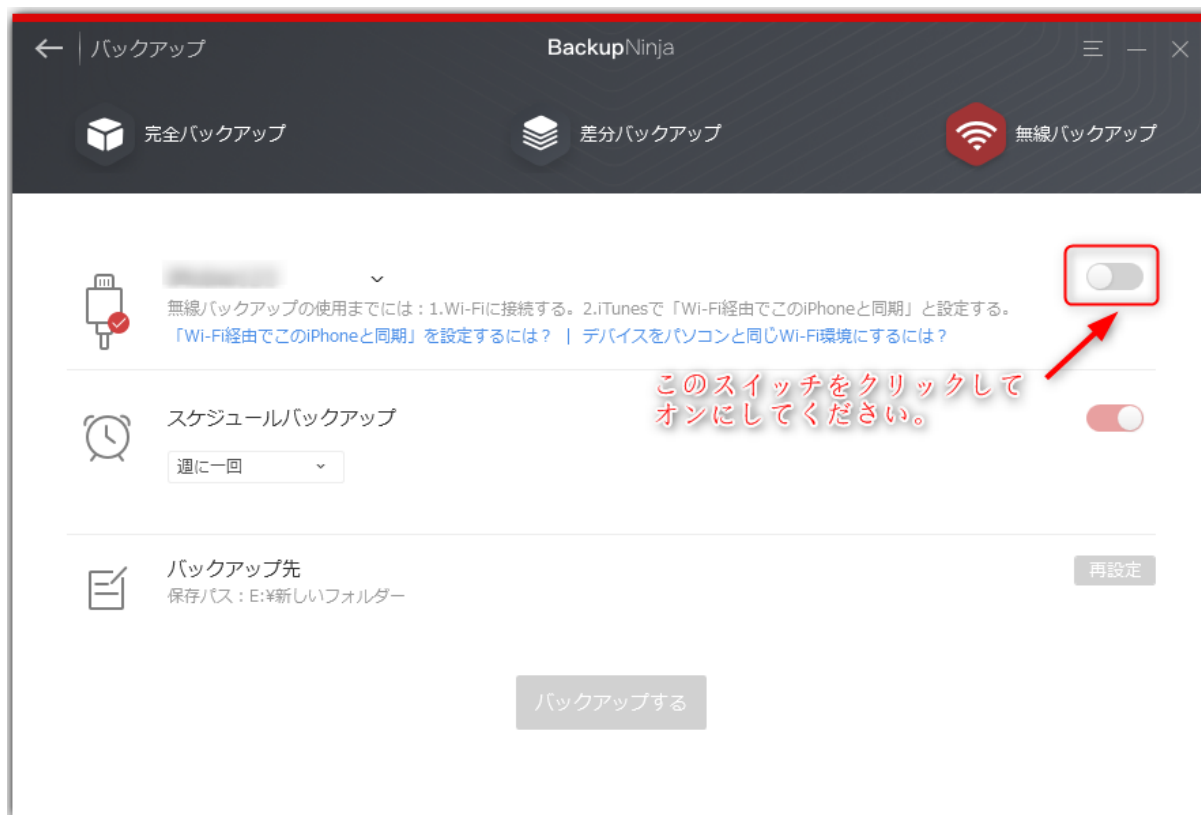 バックアップ
BackupNinja
完全バックアップ
差分バックアップ
無線バックアップ
無線バックアップの使用までには：1.Wi-Fiに接続する。2.iTunesで「Wi-Fi経由でこのiPhoneと同期」と設定する。
「Wi-Fi経由でこのiPhoneと同期」を設定するには？ | デバイスをパソコンと同じWi-Fi環境にするには？
このスイッチをクリックして
オンにしてください。
スケジュールバックアップ
週に一回
バックアップ先
保存パス：E:¥新しいフォルダー
再設定
バックアップする